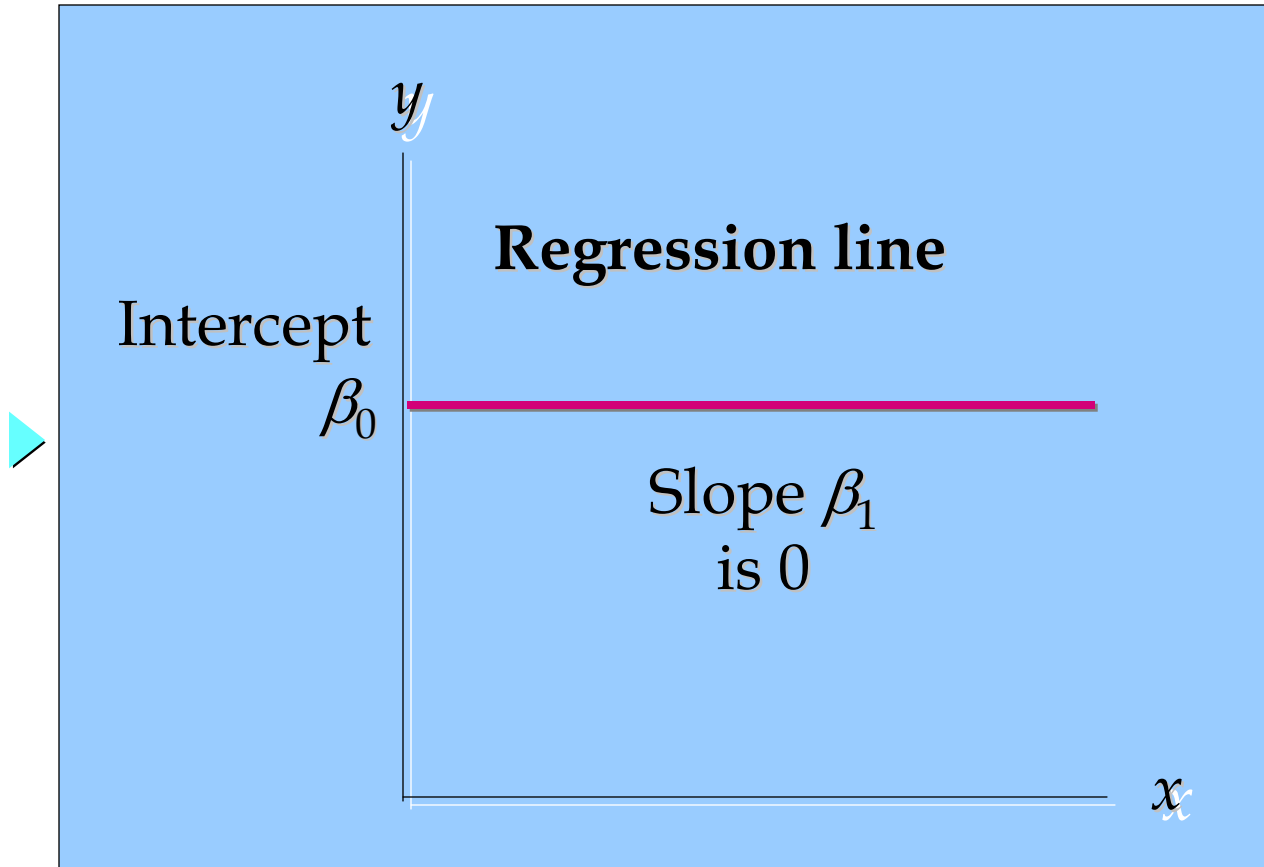 y
Regression line
Intercept
β₀
Slope β₁
is 0
x